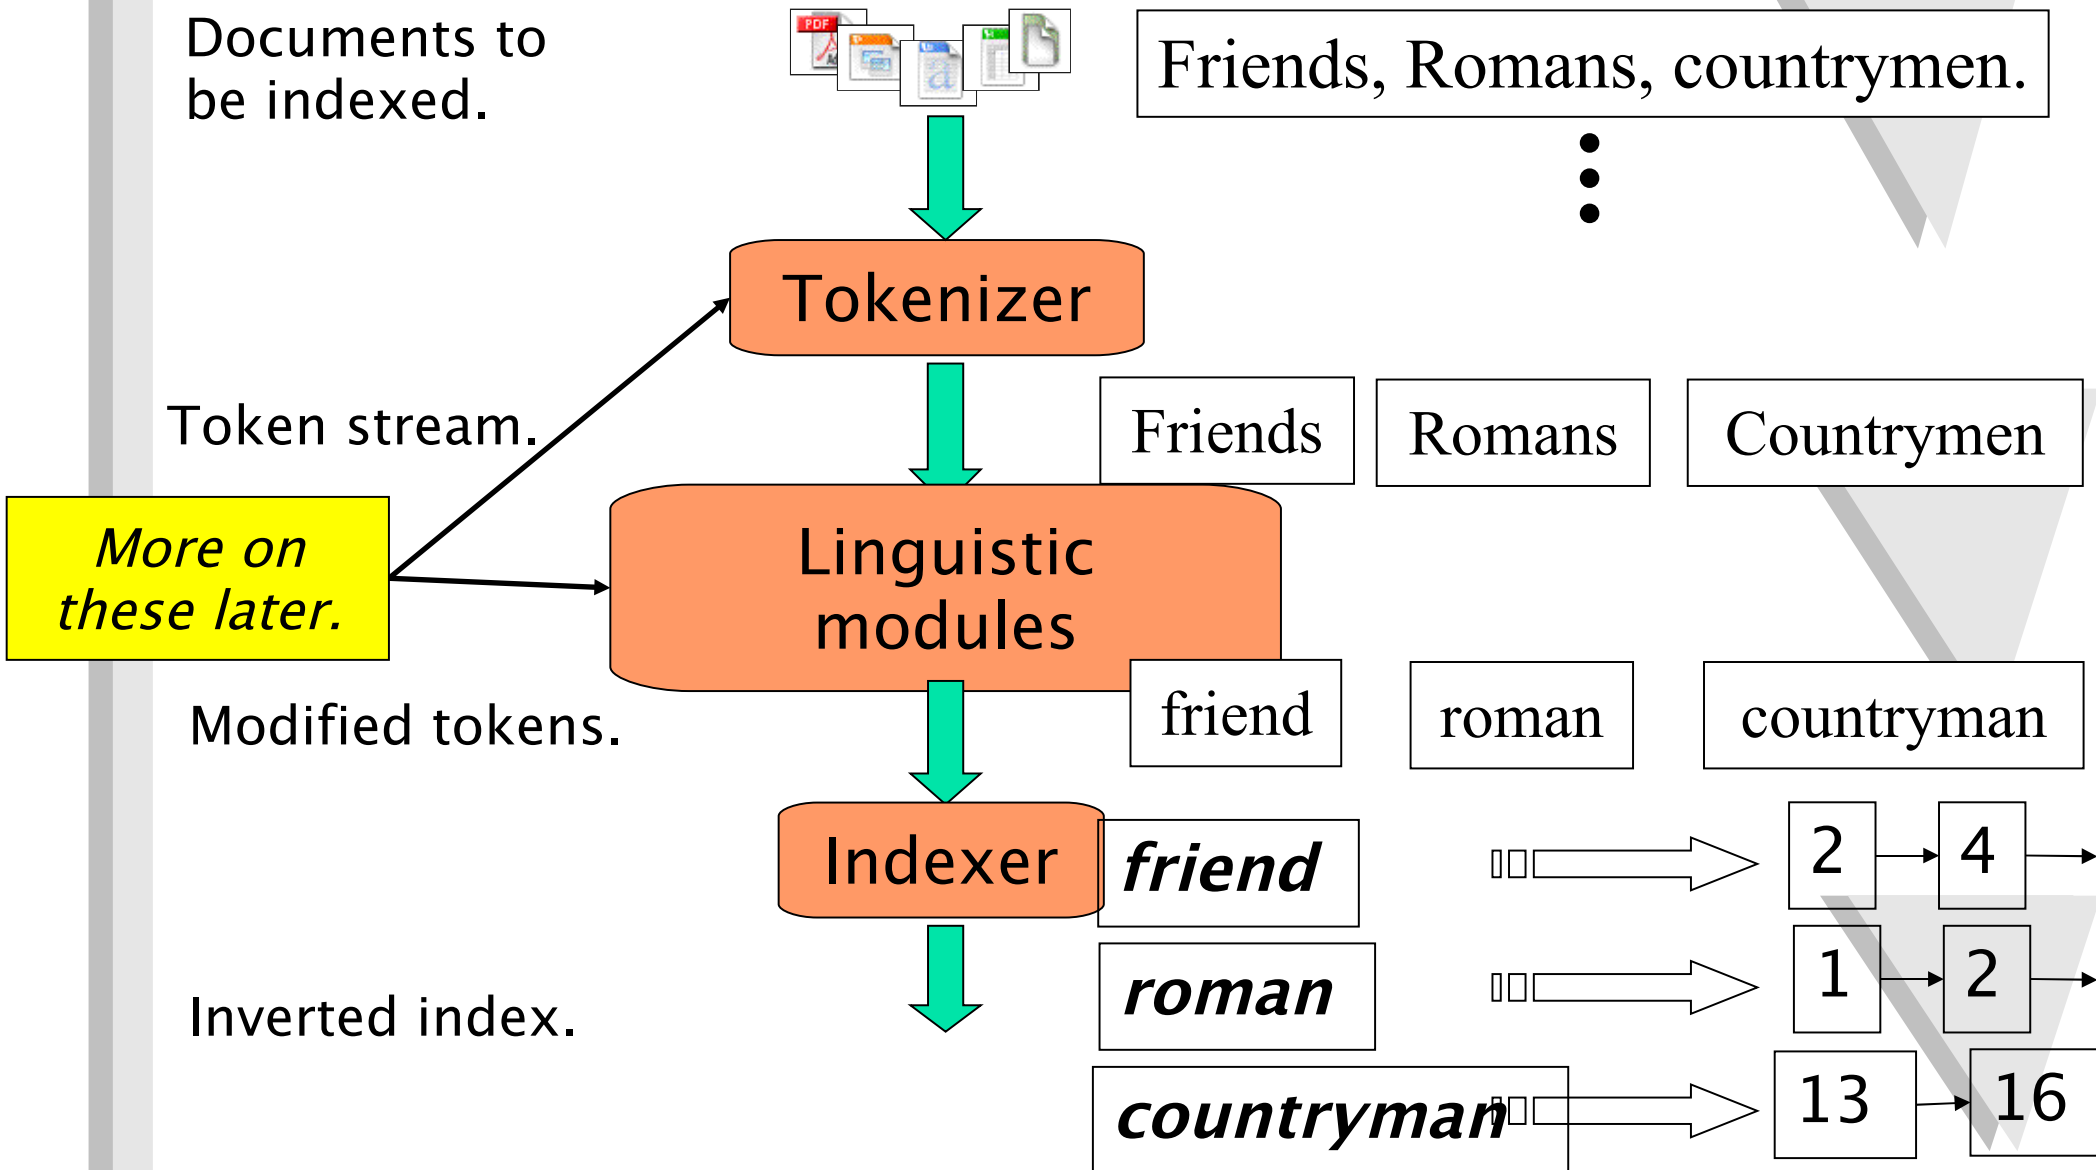 Documents to
be indexed.
PDF
Friends, Romans, countrymen.
Tokenizer
Token stream.
Friends
Romans
Countrymen
More on
these later.
Linguistic
modules
Modified tokens.
friend
roman
countryman
Indexer
friend
2
4
roman
1
2
Inverted index.
countryman
13
16